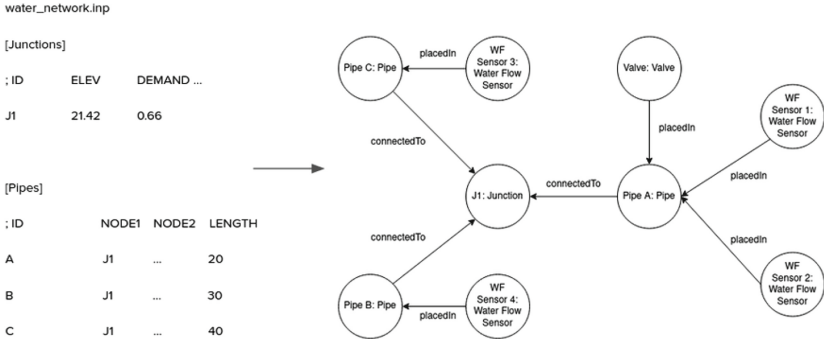 water_network.inp
[Junctions]
; ID ELEV DEMAND ...
J1 21.42 0.66
[Pipes]
; ID NODE1 NODE2 LENGTH
A J1 ... 20
B J1 ... 30
C J1 ... 40
Pipe C: Pipe
placedIn
WF
Sensor 3:
Water Flow
Sensor
Valve: Valve
placedIn
WF
Sensor 1:
Water Flow
Sensor
placedIn
connectedTo
J1: Junction
connectedTo
Pipe A: Pipe
connectedTo
placedIn
WF
Sensor 2:
Water Flow
Sensor
Pipe B: Pipe
placedIn
WF
Sensor 4:
Water Flow
Sensor